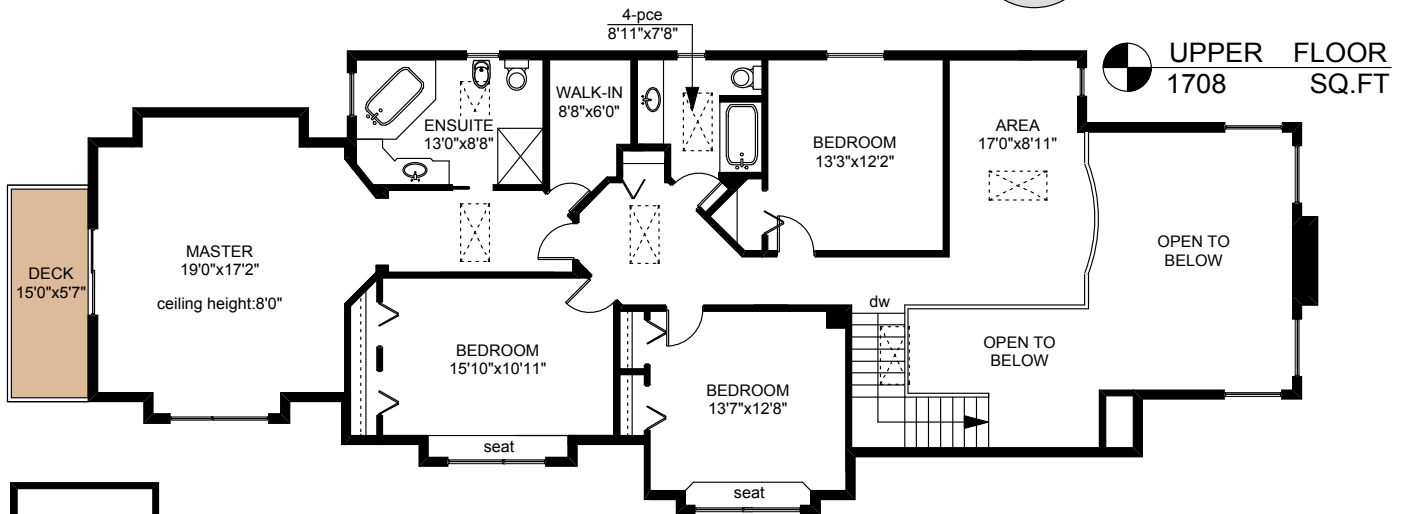 4-pce
8'11"x7'8"
UPPER FLOOR
1708 SQ.FT
WALK-IN
8'8"x6'0"
ENSUITE
13'0"x8'8"
BEDROOM
13'3"x12'2"
AREA
17'0"x8'11"
MASTER
19'0"x17'2"
ceiling height:8'0"
DECK
15'0"x5'7"
OPEN TO
BELOW
dw
OPEN TO
BELOW
BEDROOM
15'10"x10'11"
BEDROOM
13'7"x12'8"
seat
seat